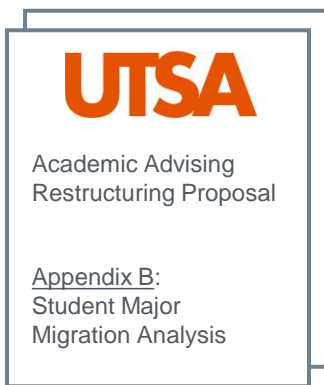 UTSA
Academic Advising
Restructuring Proposal
Appendix B:
Student Major
Migration Analysis